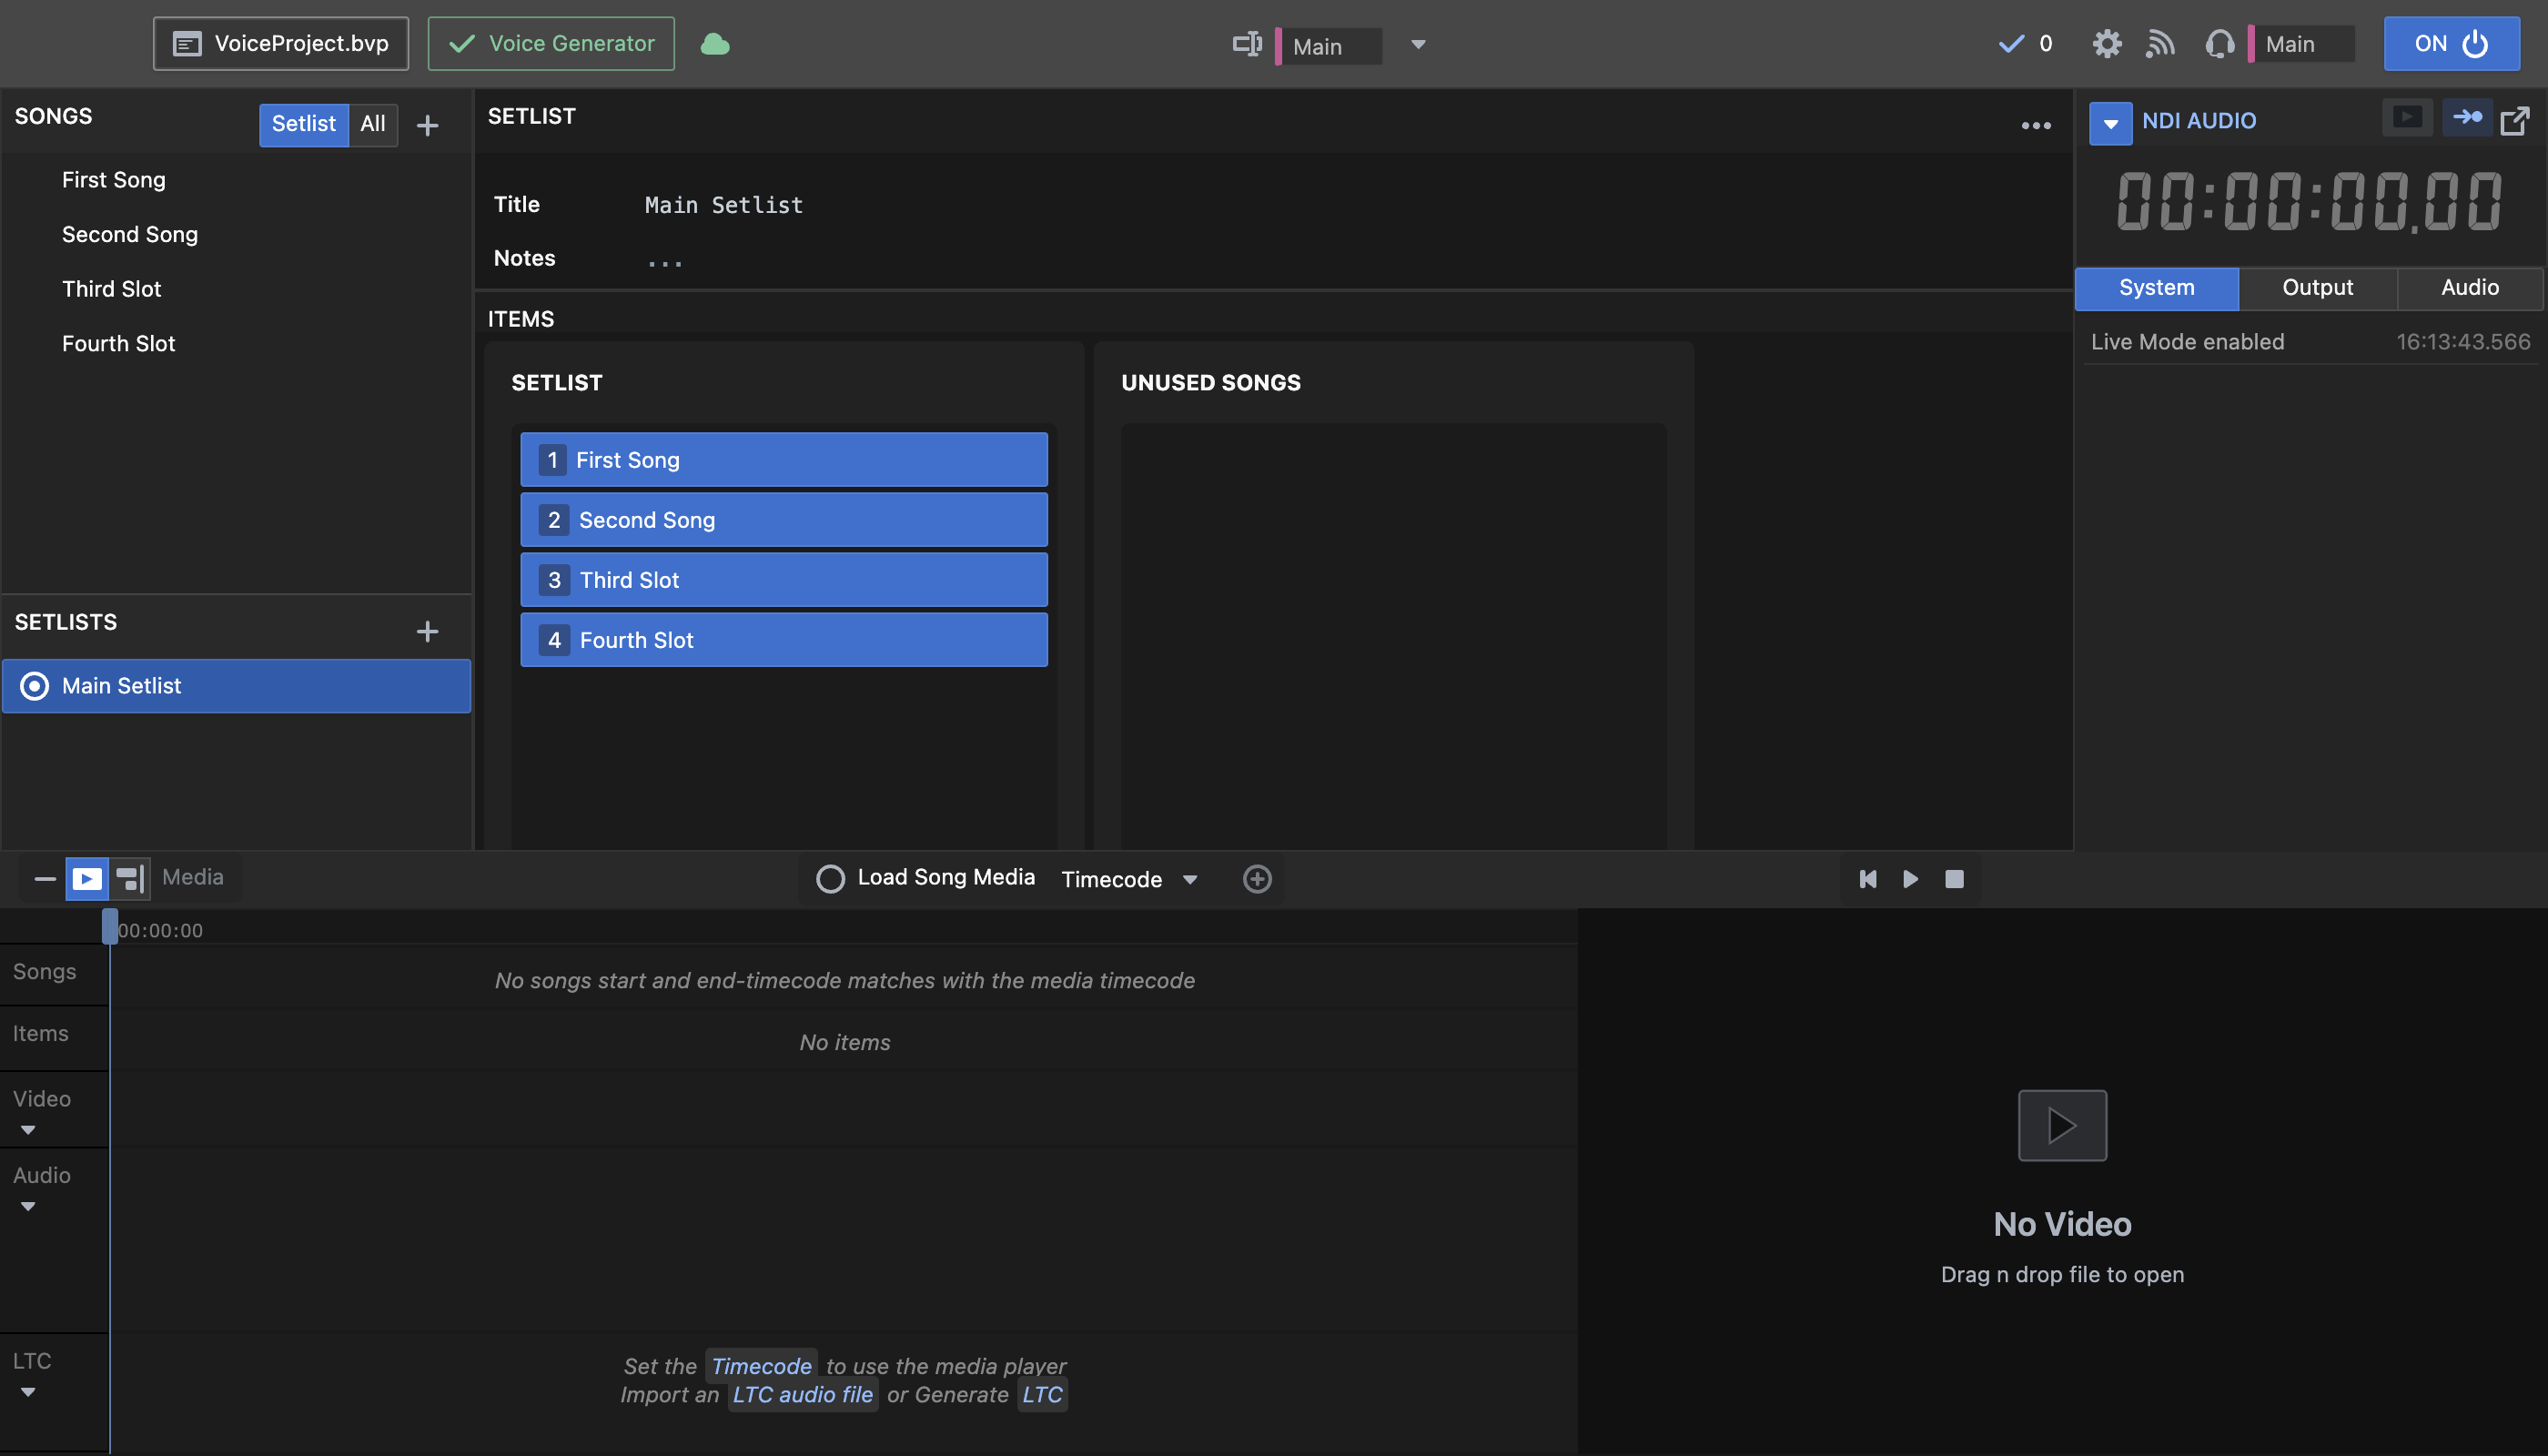 VoiceProject.bvp
Voice Generator
Main
0
Main
ON
SONGS
Setlist
All
First Song
Second Song
Third Slot
Fourth Slot
SETLISTS
Main Setlist
SETLIST
Title
Main Setlist
Notes
...
ITEMS
SETLIST
1 First Song
2 Second Song
3 Third Slot
4 Fourth Slot
UNUSED SONGS
NDI AUDIO
00:00:00.00
System
Output
Audio
Live Mode enabled
16:13:43.566
Media
Load Song Media
Timecode
00:00:00
Songs
No songs start and end-timecode matches with the media timecode
Items
No items
Video
Audio
LTC
Set the Timecode to use the media player
Import an LTC audio file or Generate LTC
No Video
Drag n drop file to open